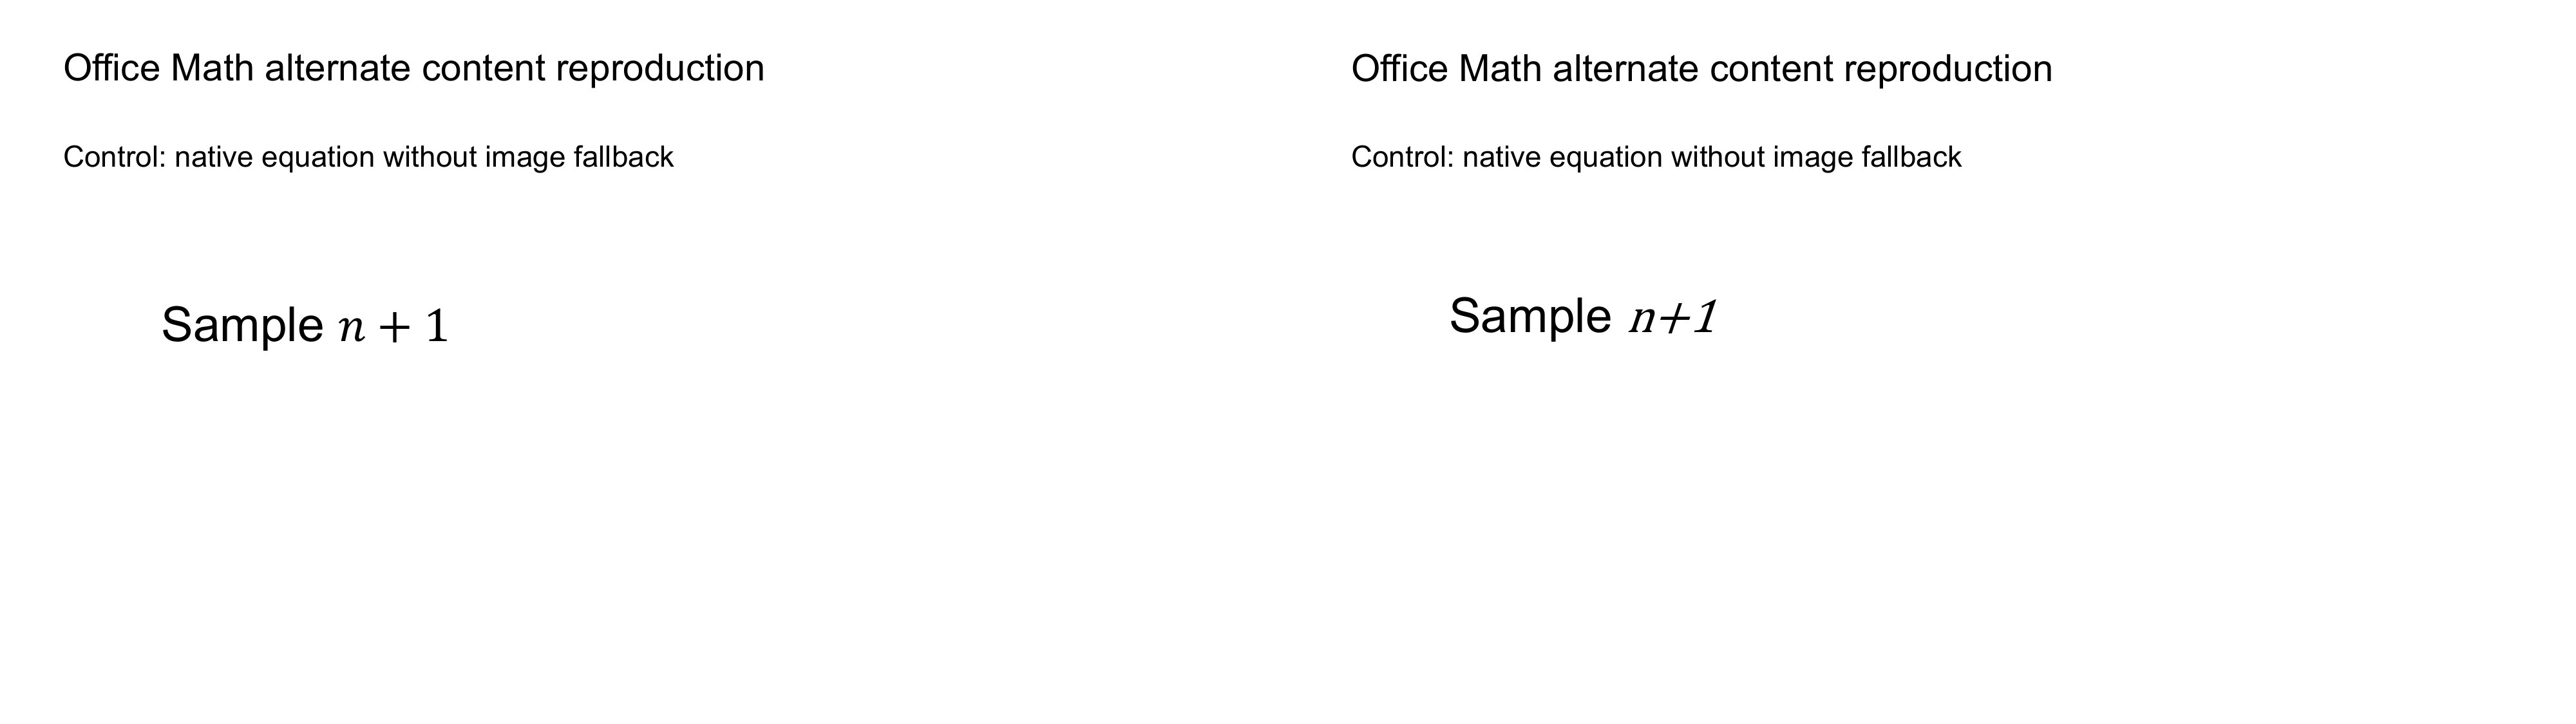 Office Math alternate content reproduction
Control: native equation without image fallback
Sample n + 1
Office Math alternate content reproduction
Control: native equation without image fallback
Sample n+1